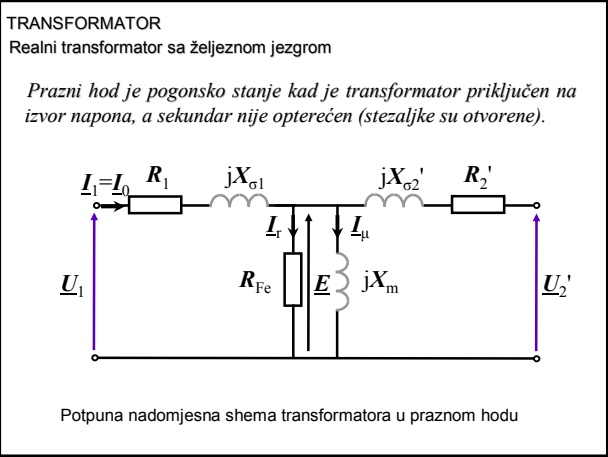 TRANSFORMATOR
Realni transformator sa željeznom jezgrom
Prazni hod je pogonsko stanje kad je transformator priključen na
izvor napona, a sekundar nije opterećen (stezaljke su otvorene).
I₁=I₀ R₁ jXσ1 jXσ2' R₂'
Iᵣ Iμ
U₁ R_Fe E jXₘ U₂'
Potpuna nadomjesna shema transformatora u praznom hodu